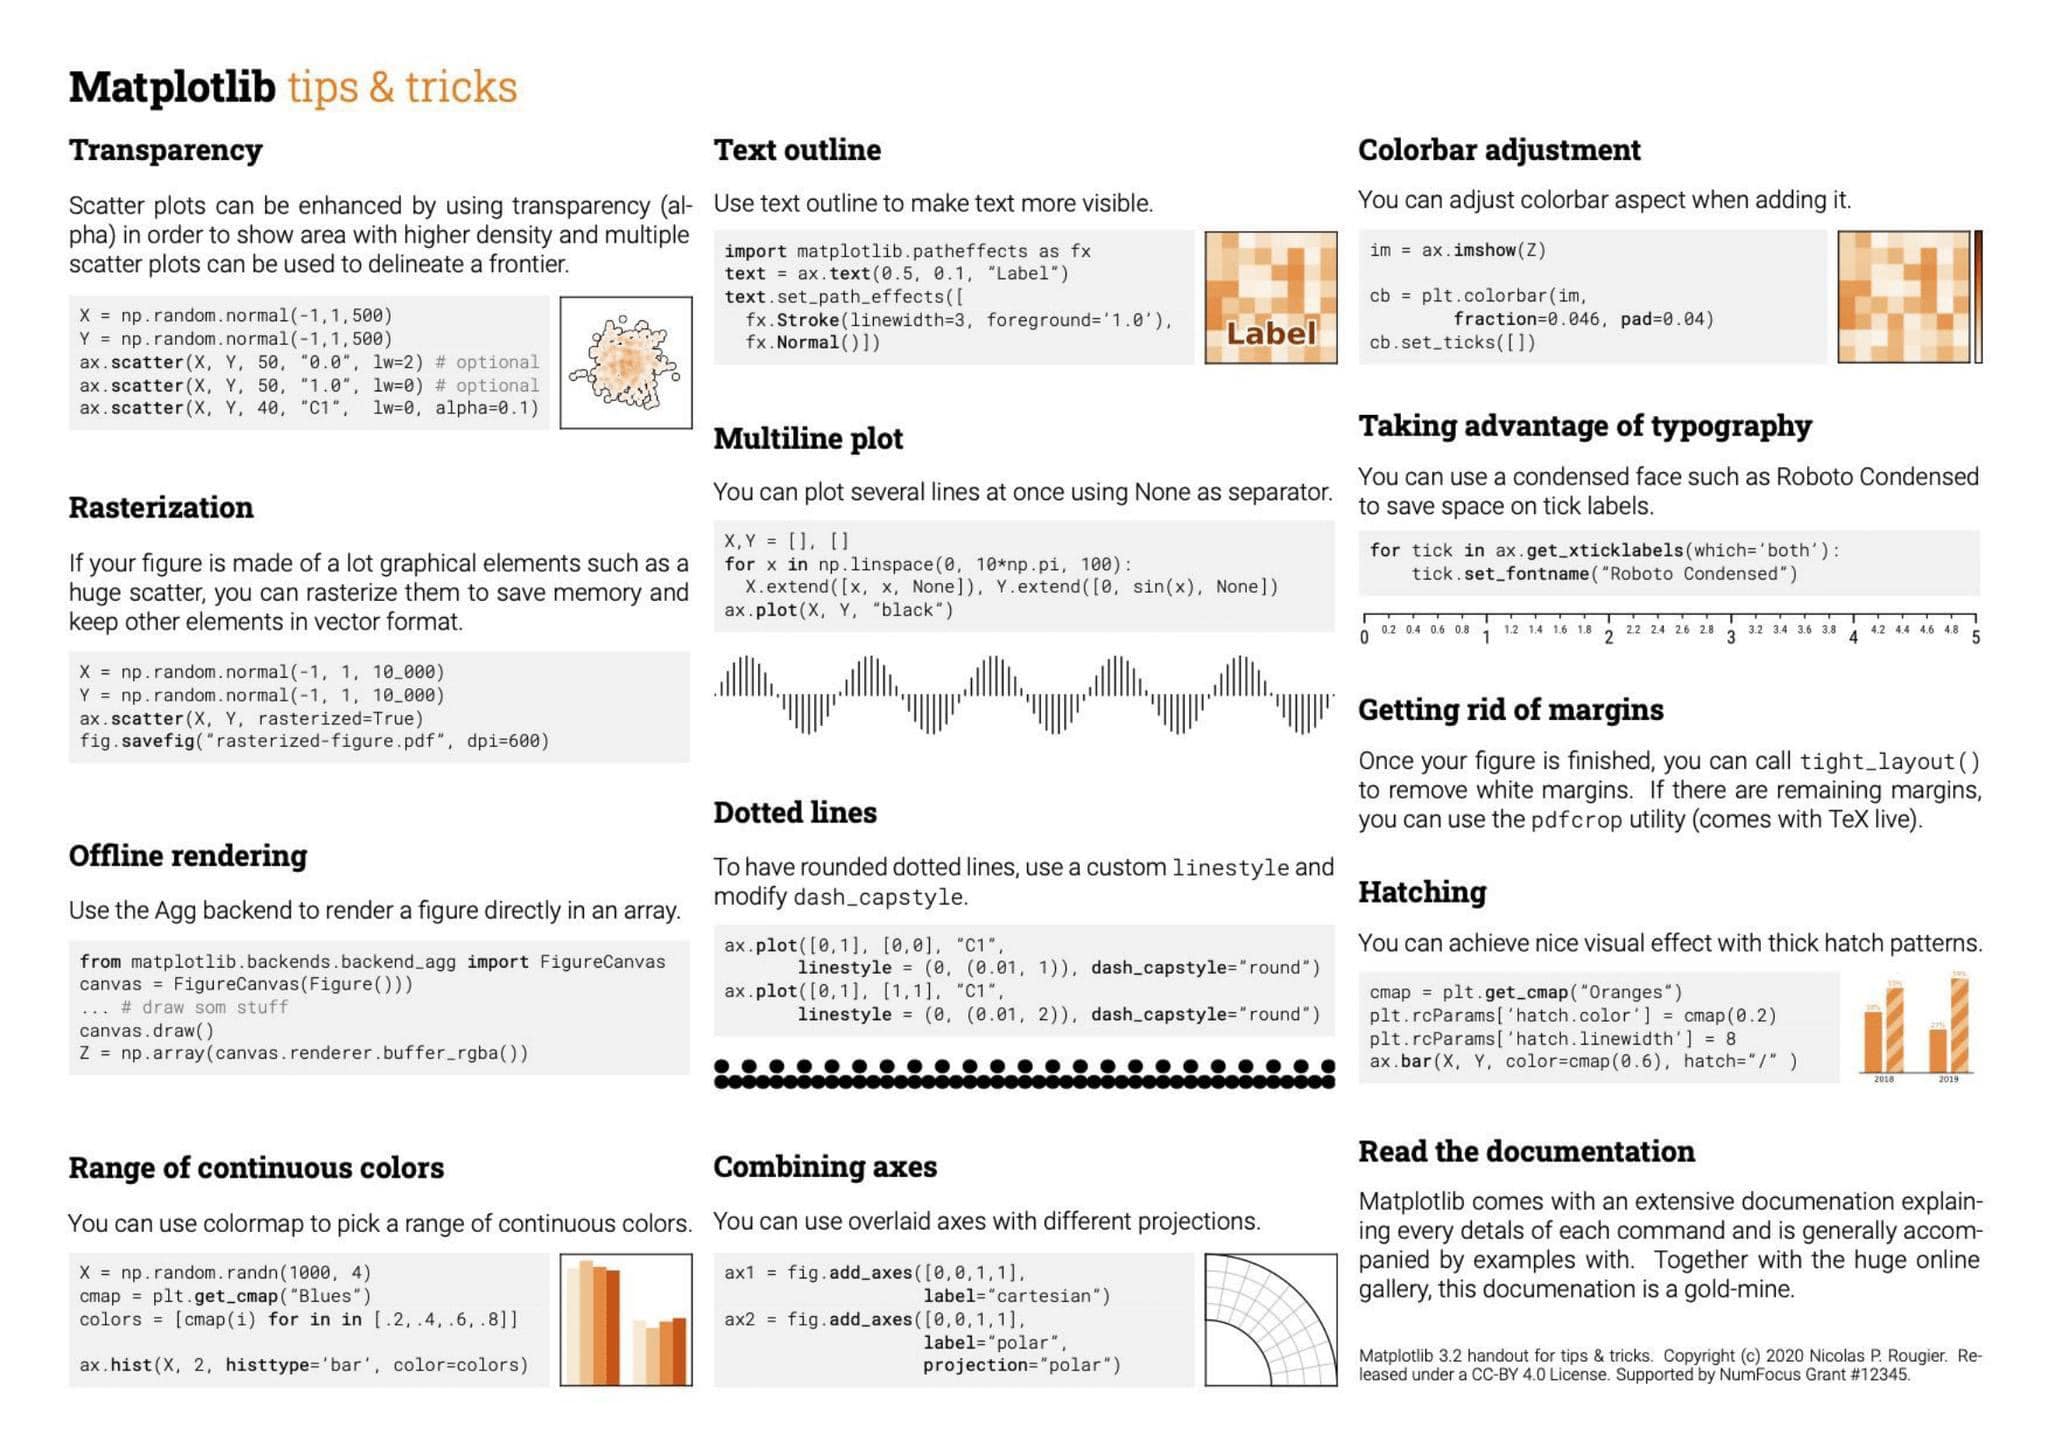 Matplotlib tips & tricks
Transparency
Scatter plots can be enhanced by using transparency (al-
pha) in order to show area with higher density and multiple
scatter plots can be used to delineate a frontier.
X = np.random.normal(-1,1,500)
Y = np.random.normal(-1,1,500)
ax.scatter(X, Y, 50, "0.0", lw=2) # optional
ax.scatter(X, Y, 50, "1.0", lw=0) # optional
ax.scatter(X, Y, 40, "C1", lw=0, alpha=0.1)
Rasterization
If your figure is made of a lot graphical elements such as a
huge scatter, you can rasterize them to save memory and
keep other elements in vector format.
X = np.random.normal(-1, 1, 10_000)
Y = np.random.normal(-1, 1, 10_000)
ax.scatter(X, Y, rasterized=True)
fig.savefig("rasterized-figure.pdf", dpi=600)
Offline rendering
Use the Agg backend to render a figure directly in an array.
from matplotlib.backends.backend_agg import FigureCanvas
canvas = FigureCanvas(Figure()))
... # draw som stuff
canvas.draw()
Z = np.array(canvas.renderer.buffer_rgba())
Range of continuous colors
You can use colormap to pick a range of continuous colors.
X = np.random.randn(1000, 4)
cmap = plt.get_cmap("Blues")
colors = [cmap(i) for in in [.2,.4,.6,.8]]
ax.hist(X, 2, histtype='bar', color=colors)
Text outline
Use text outline to make text more visible.
import matplotlib.patheffects as fx
text = ax.text(0.5, 0.1, "Label")
text.set_path_effects([
fx.Stroke(linewidth=3, foreground='1.0'),
fx.Normal()])
Label
Multiline plot
You can plot several lines at once using None as separator.
X,Y = [], []
for x in np.linspace(0, 10*np.pi, 100):
X.extend([x, x, None]), Y.extend([0, sin(x), None])
ax.plot(X, Y, "black")
Dotted lines
To have rounded dotted lines, use a custom linestyle and
modify dash_capstyle.
ax.plot([0,1], [0,0], "C1",
linestyle = (0, (0.01, 1)), dash_capstyle="round")
ax.plot([0,1], [1,1], "C1",
linestyle = (0, (0.01, 2)), dash_capstyle="round")
Combining axes
You can use overlaid axes with different projections.
ax1 = fig.add_axes([0,0,1,1],
label="cartesian")
ax2 = fig.add_axes([0,0,1,1],
label="polar",
projection="polar")
Colorbar adjustment
You can adjust colorbar aspect when adding it.
im = ax.imshow(Z)
cb = plt.colorbar(im,
fraction=0.046, pad=0.04)
cb.set_ticks([])
Taking advantage of typography
You can use a condensed face such as Roboto Condensed
to save space on tick labels.
for tick in ax.get_xticklabels(which='both'):
tick.set_fontname("Roboto Condensed")
0 0.2 0.4 0.6 0.8 1 1.2 1.4 1.6 1.8 2 2.2 2.4 2.6 2.8 3 3.2 3.4 3.6 3.8 4 4.2 4.4 4.6 4.8 5
Getting rid of margins
Once your figure is finished, you can call tight_layout()
to remove white margins. If there are remaining margins,
you can use the pdfcrop utility (comes with TeX live).
Hatching
You can achieve nice visual effect with thick hatch patterns.
cmap = plt.get_cmap("Oranges")
plt.rcParams['hatch.color'] = cmap(0.2)
plt.rcParams['hatch.linewidth'] = 8
ax.bar(X, Y, color=cmap(0.6), hatch="/" )
2018 2019
Read the documentation
Matplotlib comes with an extensive documenation explain-
ing every detals of each command and is generally accom-
panied by examples with. Together with the huge online
gallery, this documenation is a gold-mine.
Matplotlib 3.2 handout for tips & tricks. Copyright (c) 2020 Nicolas P. Rougier. Re-
leased under a CC-BY 4.0 License. Supported by NumFocus Grant #12345.